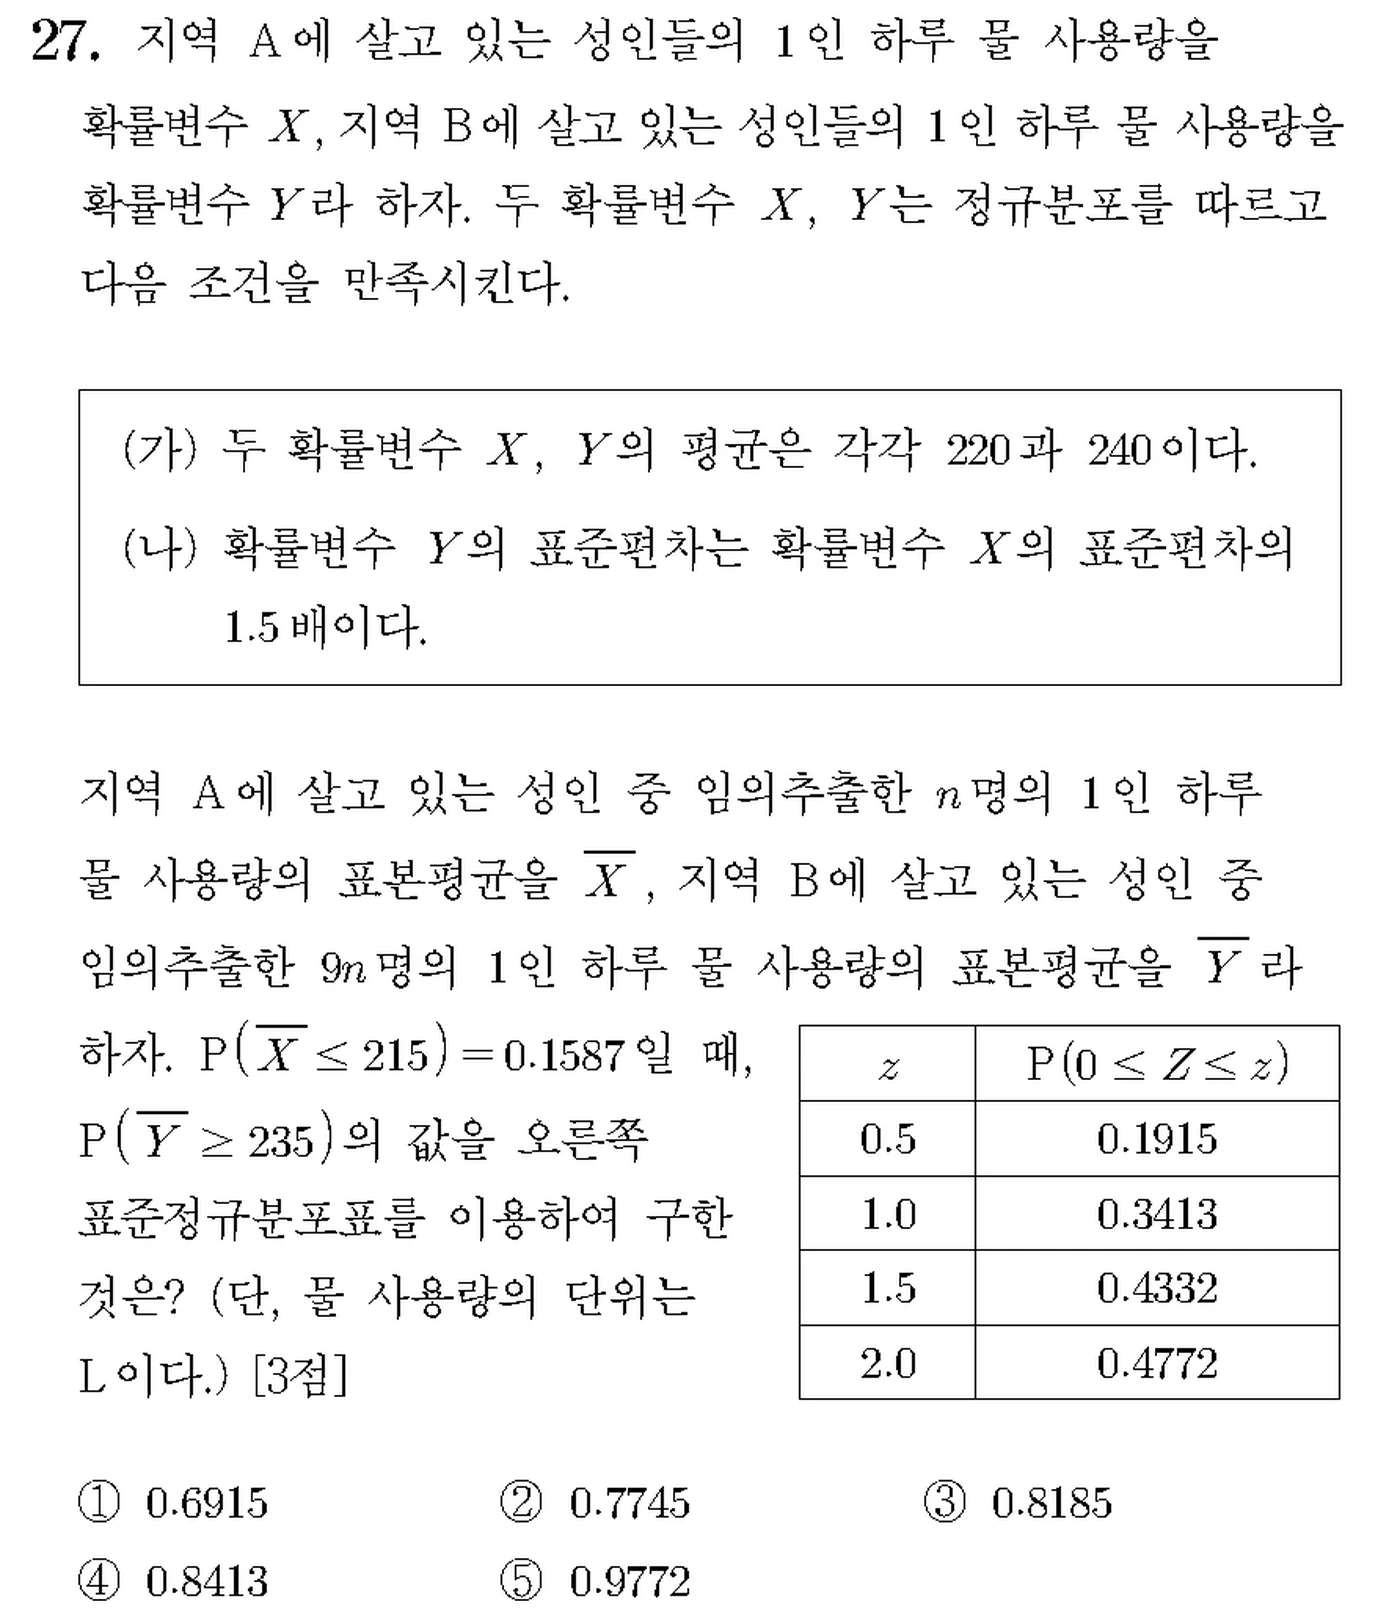 27. 지역 A에 살고 있는 성인들의 1인 하루 물 사용량을
확률변수 X, 지역 B에 살고 있는 성인들의 1인 하루 물 사용량을
확률변수 Y라 하자. 두 확률변수 X, Y는 정규분포를 따르고
다음 조건을 만족시킨다.
(가) 두 확률변수 X, Y의 평균은 각각 220과 240이다.
(나) 확률변수 Y의 표준편차는 확률변수 X의 표준편차의
1.5배이다.
지역 A에 살고 있는 성인 중 임의추출한 n명의 1인 하루
물 사용량의 표본평균을 X̅, 지역 B에 살고 있는 성인 중
임의추출한 9n명의 1인 하루 물 사용량의 표본평균을 Y̅라
하자. P(X̅ ≤ 215) = 0.1587일 때,
P(Y̅ ≥ 235)의 값을 오른쪽
표준정규분포표를 이용하여 구한
것은? (단, 물 사용량의 단위는
L이다.) [3점]
z P(0 ≤ Z ≤ z)
0.5 0.1915
1.0 0.3413
1.5 0.4332
2.0 0.4772
① 0.6915 ② 0.7745 ③ 0.8185
④ 0.8413 ⑤ 0.9772